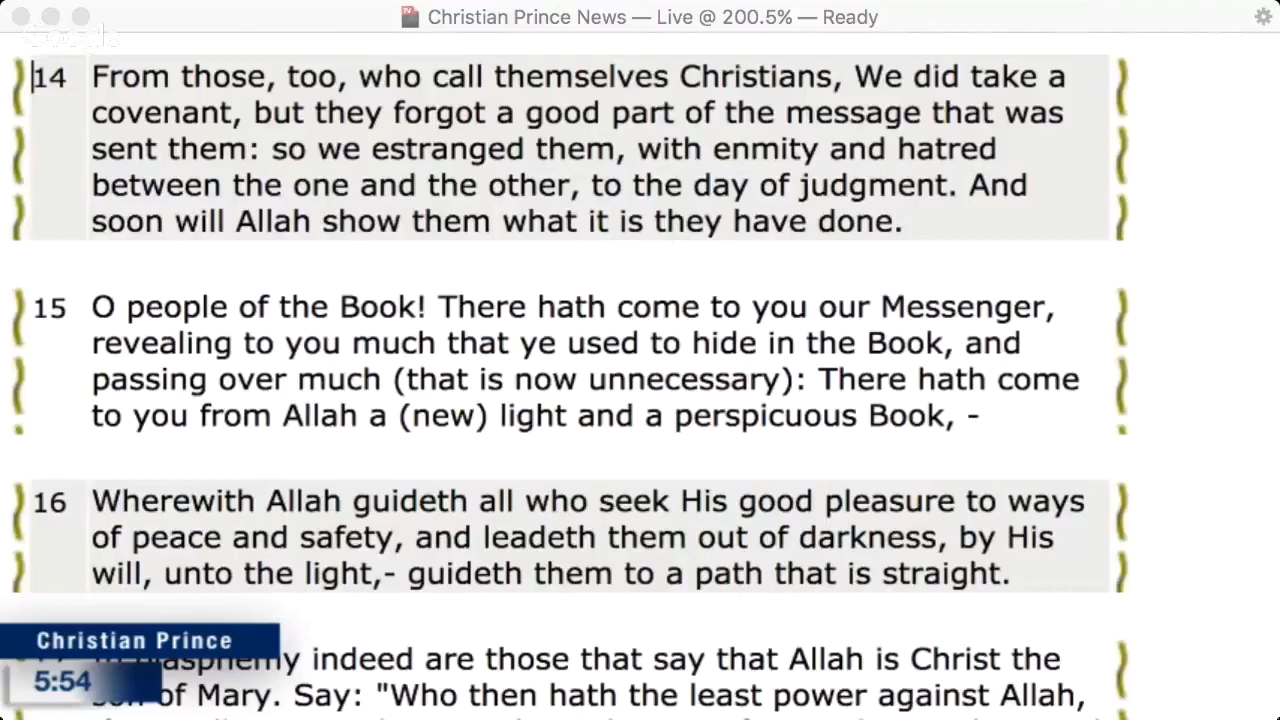 Christian Prince News — Live @ 200.5% — Ready
Google
14 From those, too, who call themselves Christians, We did take a
covenant, but they forgot a good part of the message that was
sent them: so we estranged them, with enmity and hatred
between the one and the other, to the day of judgment. And
soon will Allah show them what it is they have done.
15 O people of the Book! There hath come to you our Messenger,
revealing to you much that ye used to hide in the Book, and
passing over much (that is now unnecessary): There hath come
to you from Allah a (new) light and a perspicuous Book, -
16 Wherewith Allah guideth all who seek His good pleasure to ways
of peace and safety, and leadeth them out of darkness, by His
will, unto the light,- guideth them to a path that is straight.
Christian Prince
blasphemy indeed are those that say that Allah is Christ the
5:54
son of Mary. Say: "Who then hath the least power against Allah,